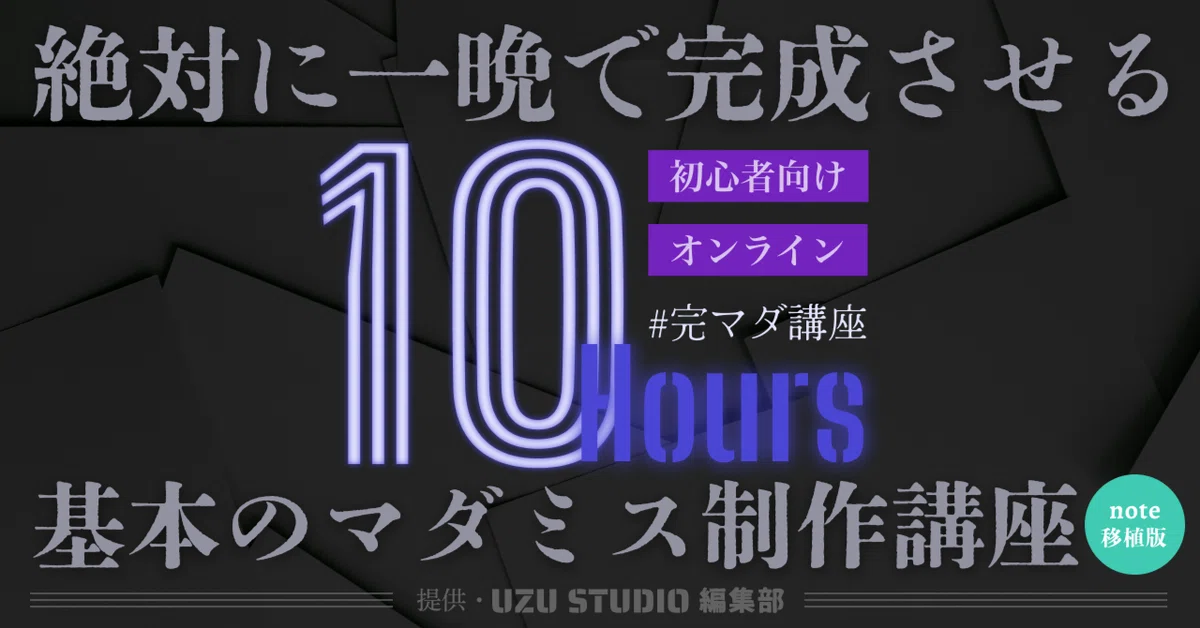 絶対に一晩で完成させる
10
Hours
初心者向け
オンライン
#完マダ講座
基本のマダミス制作講座
note
移植版
提供・UZU STUDIO 編集部